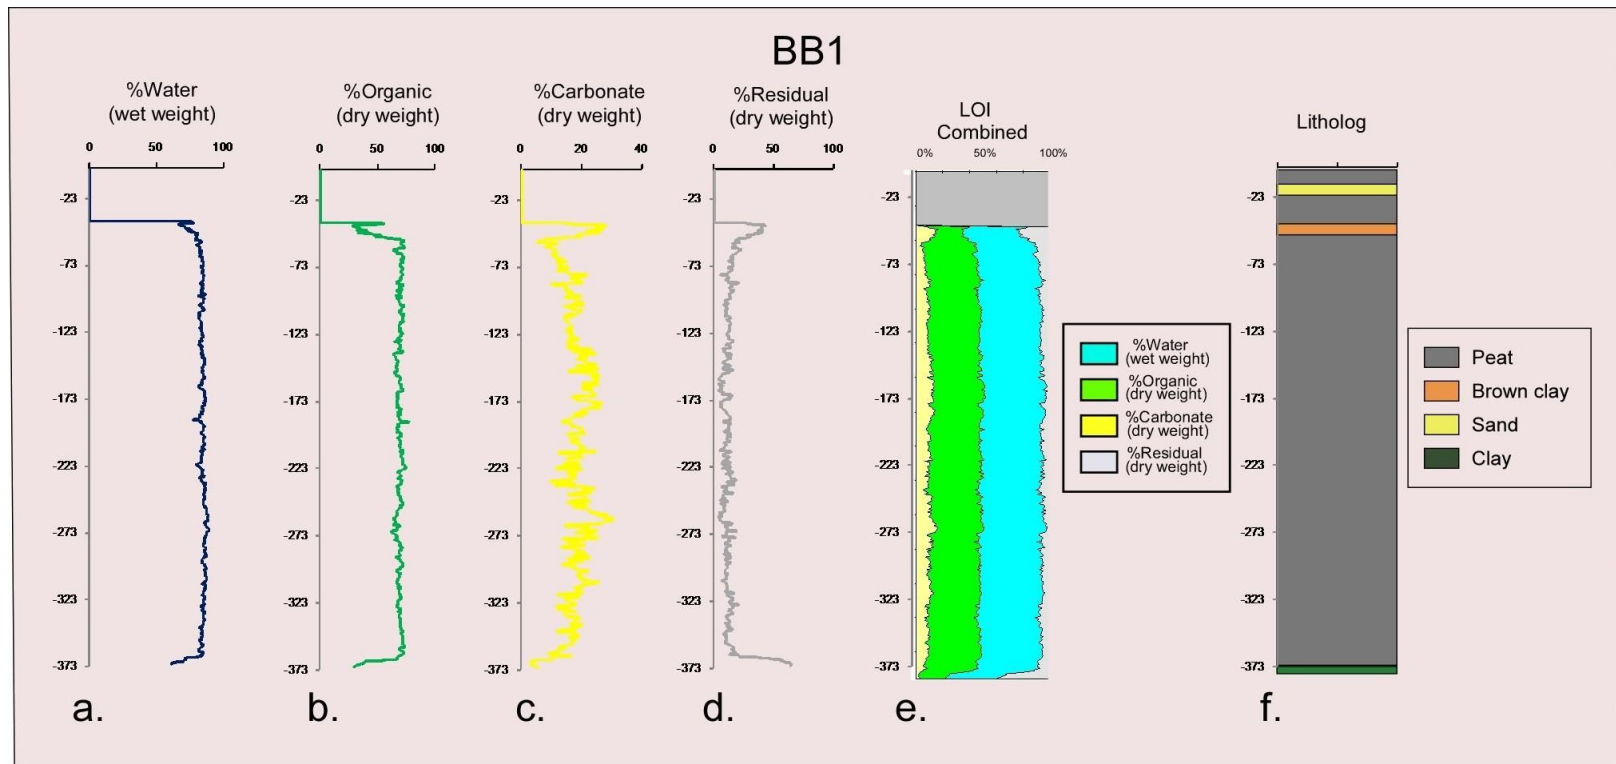 BB1
%Water
(wet weight)
0 50 100
-23
-73
-123
-173
-223
-273
-323
-373
a.
%Organic
(dry weight)
0 50 100
-23
-73
-123
-173
-223
-273
-323
-373
b.
%Carbonate
(dry weight)
0 20 40
-23
-73
-123
-173
-223
-273
-323
-373
c.
%Residual
(dry weight)
0 50 100
-23
-73
-123
-173
-223
-273
-323
-373
d.
LOI
Combined
0% 50% 100%
-23
-73
-123
-173
-223
-273
-323
-373
e.
%Water
(wet weight)
%Organic
(dry weight)
%Carbonate
(dry weight)
%Residual
(dry weight)
Litholog
-23
-73
-123
-173
-223
-273
-323
-373
f.
Peat
Brown clay
Sand
Clay